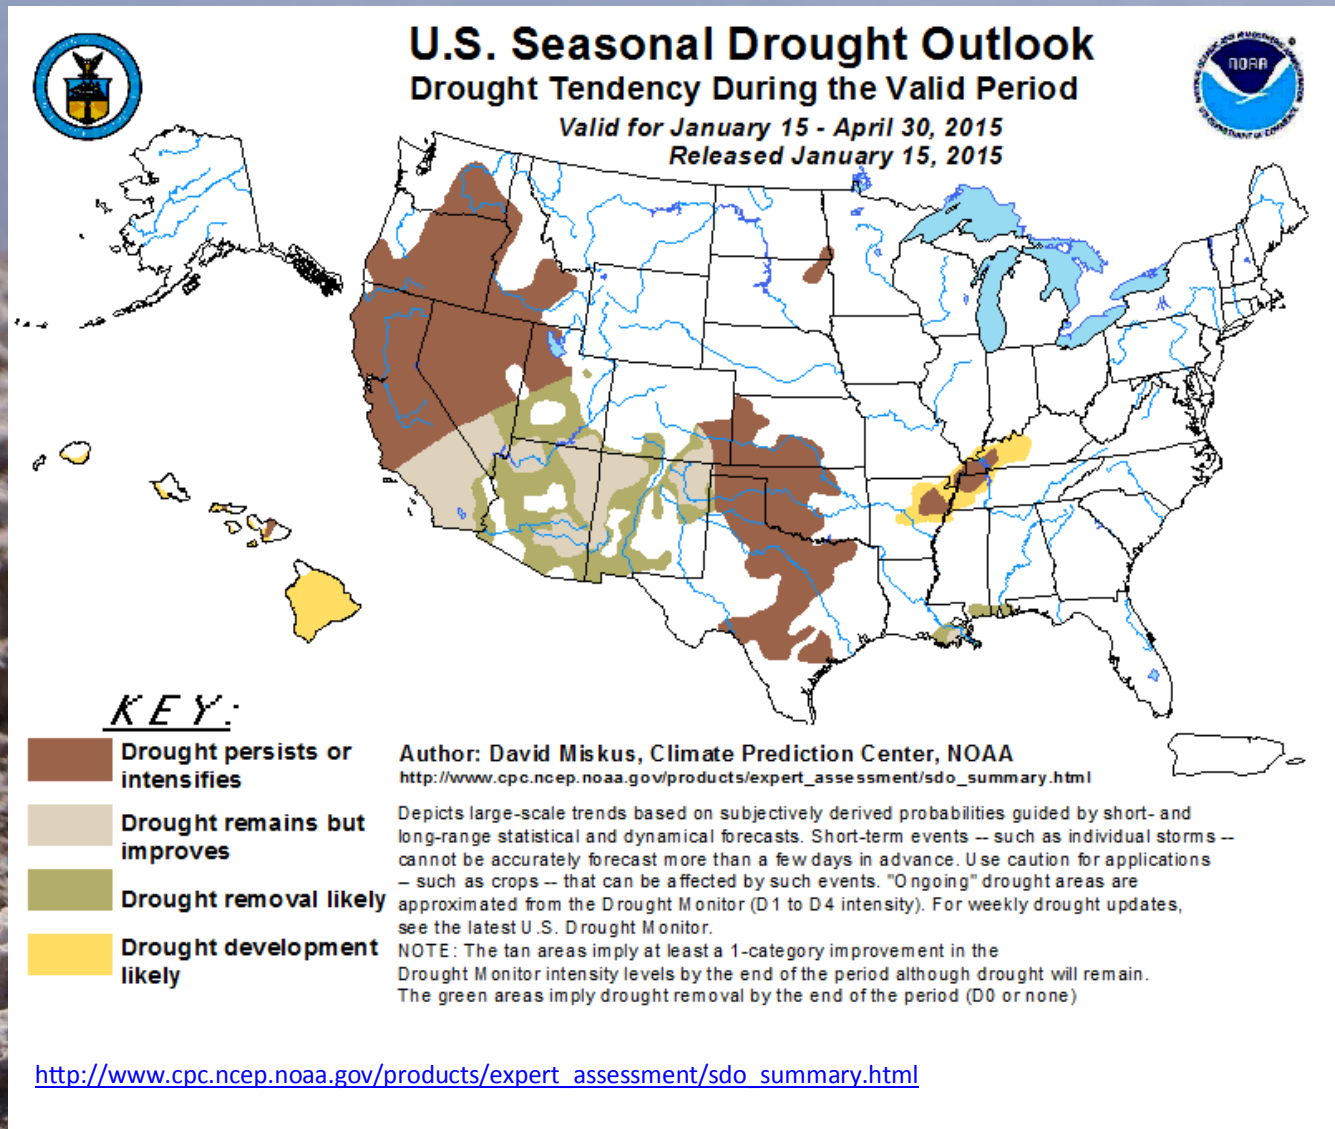 U.S. Seasonal Drought Outlook
Drought Tendency During the Valid Period
Valid for January 15 - April 30, 2015
Released January 15, 2015
NOAA
KEY:
Drought persists or
intensifies
Drought remains but
improves
Drought removal likely
Drought development
likely
Author: David Miskus, Climate Prediction Center, NOAA
http://www.cpc.ncep.noaa.gov/products/expert_assessment/sdo_summary.html
Depicts large-scale trends based on subjectively derived probabilities guided by short- and
long-range statistical and dynamical forecasts. Short-term events -- such as individual storms --
cannot be accurately forecast more than a few days in advance. Use caution for applications
-- such as crops -- that can be affected by such events. "Ongoing" drought areas are
approximated from the Drought Monitor (D1 to D4 intensity). For weekly drought updates,
see the latest U.S. Drought Monitor.
NOTE: The tan areas imply at least a 1-category improvement in the
Drought Monitor intensity levels by the end of the period although drought will remain.
The green areas imply drought removal by the end of the period (D0 or none)
http://www.cpc.ncep.noaa.gov/products/expert_assessment/sdo_summary.html